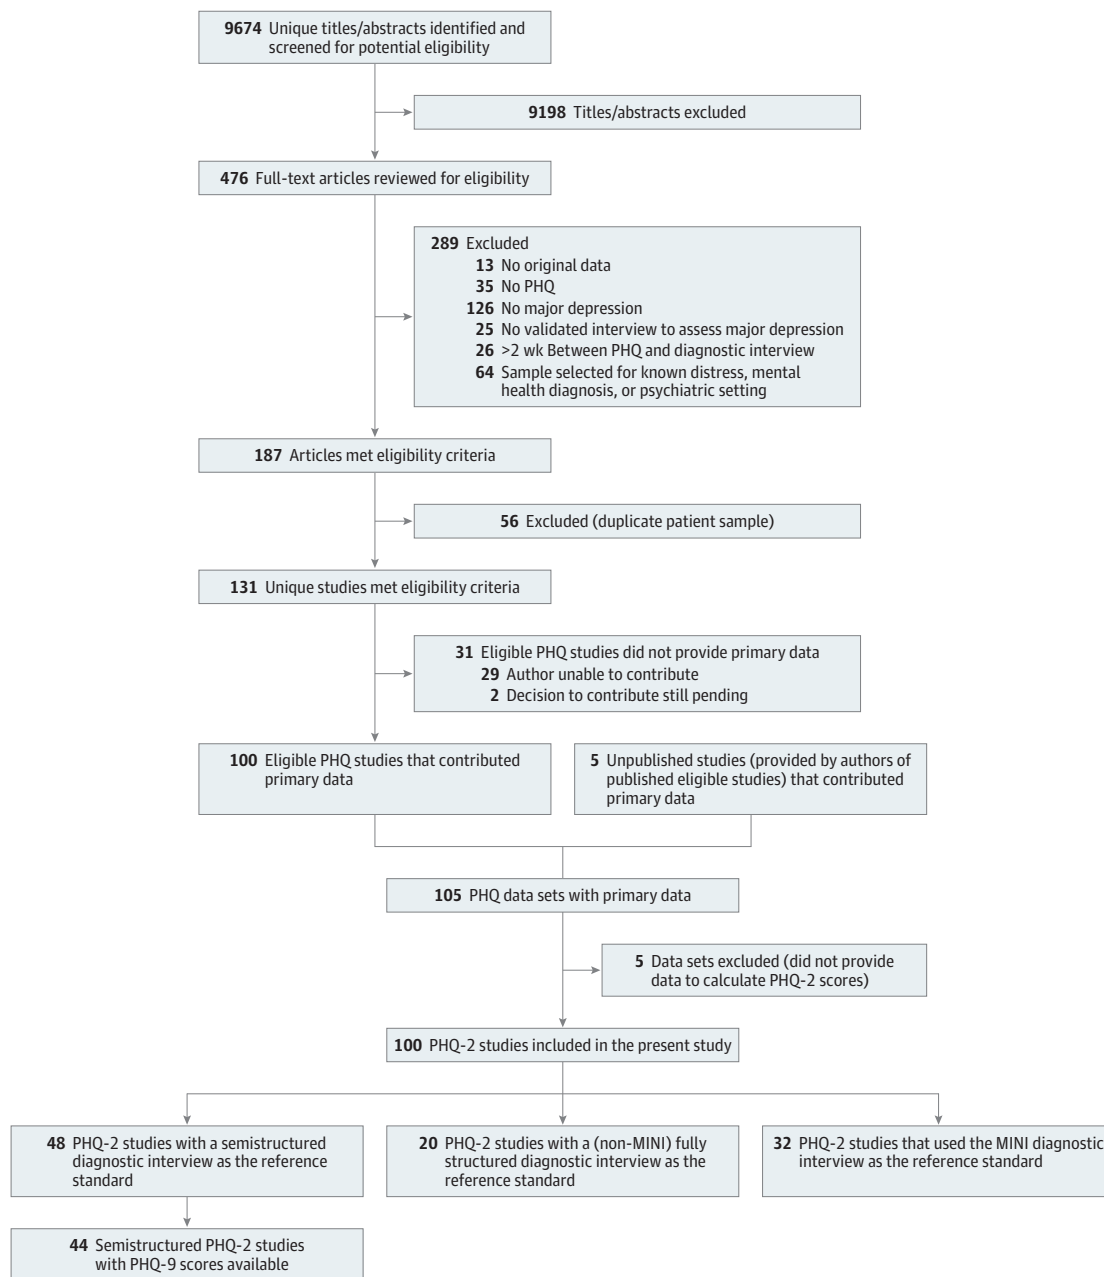 9674 Unique titles/abstracts identified and
screened for potential eligibility
9198 Titles/abstracts excluded
476 Full-text articles reviewed for eligibility
289 Excluded
13 No original data
35 No PHQ
126 No major depression
25 No validated interview to assess major depression
26 >2 wk Between PHQ and diagnostic interview
64 Sample selected for known distress, mental
health diagnosis, or psychiatric setting
187 Articles met eligibility criteria
56 Excluded (duplicate patient sample)
131 Unique studies met eligibility criteria
31 Eligible PHQ studies did not provide primary data
29 Author unable to contribute
2 Decision to contribute still pending
100 Eligible PHQ studies that contributed
primary data
5 Unpublished studies (provided by authors of
published eligible studies) that contributed
primary data
105 PHQ data sets with primary data
5 Data sets excluded (did not provide
data to calculate PHQ-2 scores)
100 PHQ-2 studies included in the present study
48 PHQ-2 studies with a semistructured
diagnostic interview as the reference
standard
20 PHQ-2 studies with a (non-MINI) fully
structured diagnostic interview as the
reference standard
32 PHQ-2 studies that used the MINI diagnostic
interview as the reference standard
44 Semistructured PHQ-2 studies
with PHQ-9 scores available